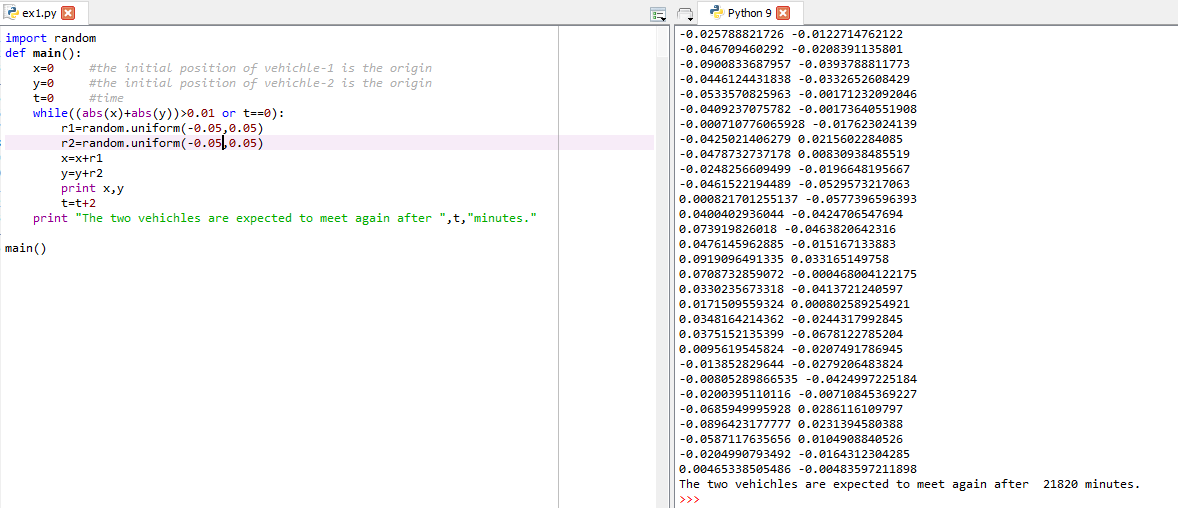 ex1.py
import random
def main():
    x=0     #the initial position of vehichle-1 is the origin
    y=0     #the initial position of vehichle-2 is the origin
    t=0     #time
    while((abs(x)+abs(y))>0.01 or t==0):
        r1=random.uniform(-0.05,0.05)
        r2=random.uniform(-0.05,0.05)
        x=x+r1
        y=y+r2
        print x,y
        t=t+2
    print "The two vehichles are expected to meet again after ",t,"minutes."
main()
Python 9
-0.025788821726 -0.0122714762122
-0.046709460292 -0.0208391135801
-0.0900833687957 -0.0393788811773
-0.0446124431838 -0.0332652608429
-0.0533570825963 -0.00171232092046
-0.0409237075782 -0.00173640551908
-0.000710776065928 -0.017623024139
-0.0425021406279 0.0215602284085
-0.0478732737178 0.00830938485519
-0.0248256609499 -0.0196648195667
-0.0461522194489 -0.0529573217063
0.000821701255137 -0.0577396596393
0.0400402936044 -0.0424706547694
0.073919826018 -0.0463820642316
0.0476145962885 -0.015167133883
0.0919096491335 0.033165149758
0.0708732859072 -0.000468004122175
0.0330235673318 -0.0413721240597
0.0171509559324 0.000802589254921
0.0348164214362 -0.0244317992845
0.0375152135399 -0.0678122785204
0.0095619545824 -0.0207491786945
-0.013852829644 -0.0279206483824
-0.00805289866535 -0.0424997225184
-0.0200395110116 -0.00710845369227
-0.0685949995928 0.0286116109797
-0.0896423177777 0.0231394580388
-0.0587117635656 0.0104908840526
-0.0204990793492 -0.0164312304285
0.00465338505486 -0.00483597211898
The two vehichles are expected to meet again after  21820 minutes.
>>>